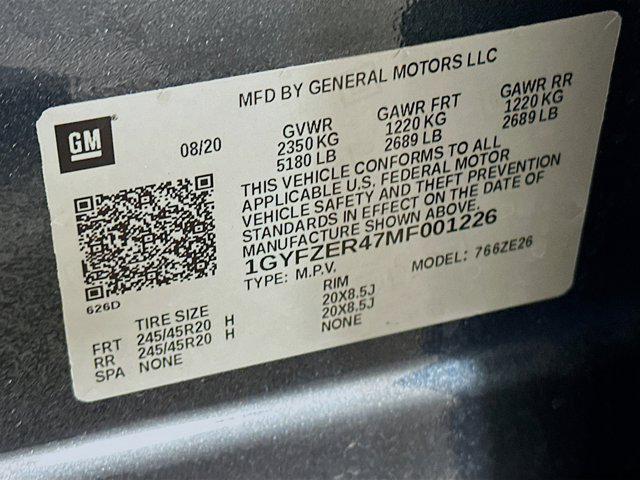 MFD BY GENERAL MOTORS LLC
GM
08/20
GVWR GAWR FRT GAWR RR
2350 KG 1220 KG 1220 KG
5180 LB 2689 LB 2689 LB
THIS VEHICLE CONFORMS TO ALL
APPLICABLE U.S. FEDERAL MOTOR
VEHICLE SAFETY AND THEFT PREVENTION
STANDARDS IN EFFECT ON THE DATE OF
MANUFACTURE SHOWN ABOVE.
1GYFZER47MF001226
TYPE: M.P.V. MODEL: 766ZE26
626D
TIRE SIZE RIM
FRT 245/45R20 H 20X8.5J
RR 245/45R20 H 20X8.5J
SPA NONE NONE